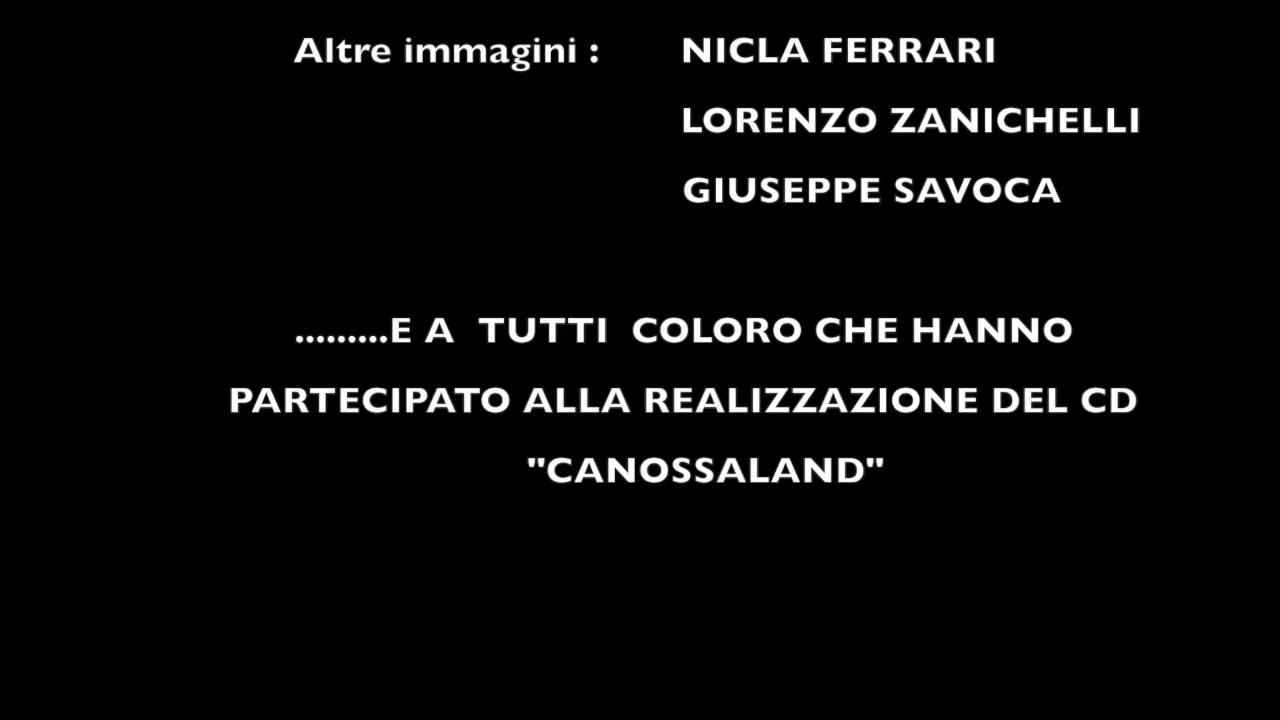 Altre immagini : NICLA FERRARI
LORENZO ZANICHELLI
GIUSEPPE SAVOCA
.........E A TUTTI COLORO CHE HANNO
PARTECIPATO ALLA REALIZZAZIONE DEL CD
"CANOSSALAND"